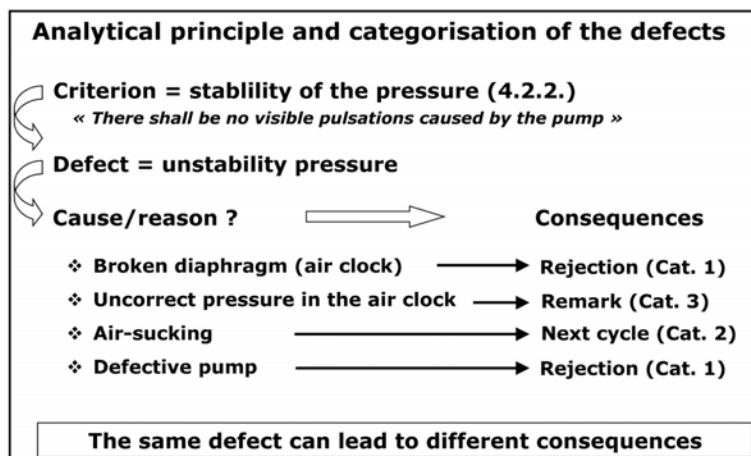 Analytical principle and categorisation of the defects
Criterion = stablility of the pressure (4.2.2.)
« There shall be no visible pulsations caused by the pump »
Defect = unstability pressure
Cause/reason ? Consequences
❖ Broken diaphragm (air clock) Rejection (Cat. 1)
❖ Uncorrect pressure in the air clock Remark (Cat. 3)
❖ Air-sucking Next cycle (Cat. 2)
❖ Defective pump Rejection (Cat. 1)
The same defect can lead to different consequences